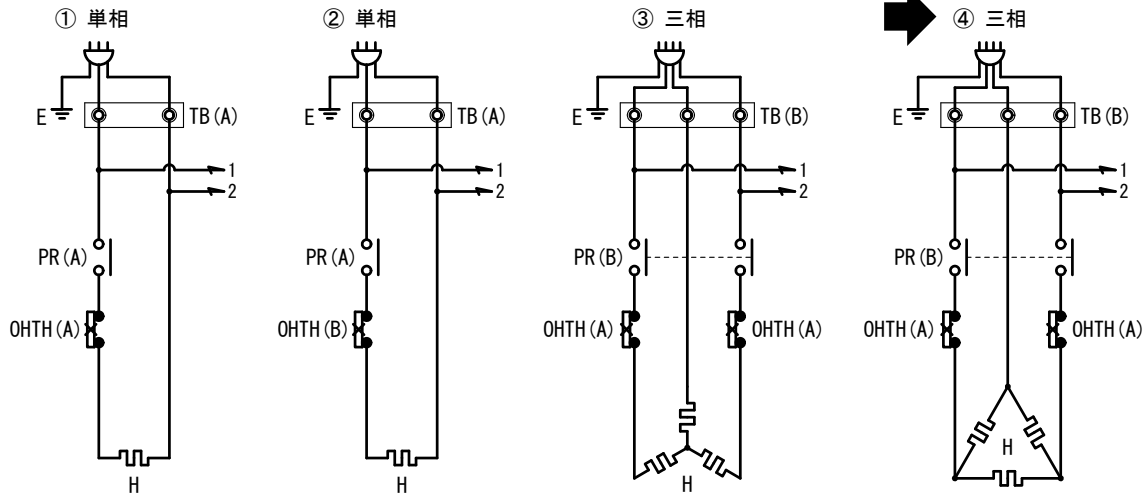 ① 単相
② 単相
③ 三相
④ 三相
E TB(A)
E TB(A)
E TB(B)
E TB(B)
1
2
1
2
1
2
1
2
PR(A)
PR(A)
PR(B)
PR(B)
OHTH(A)
OHTH(B)
OHTH(A) OHTH(A)
OHTH(A) OHTH(A)
H
H
H
H